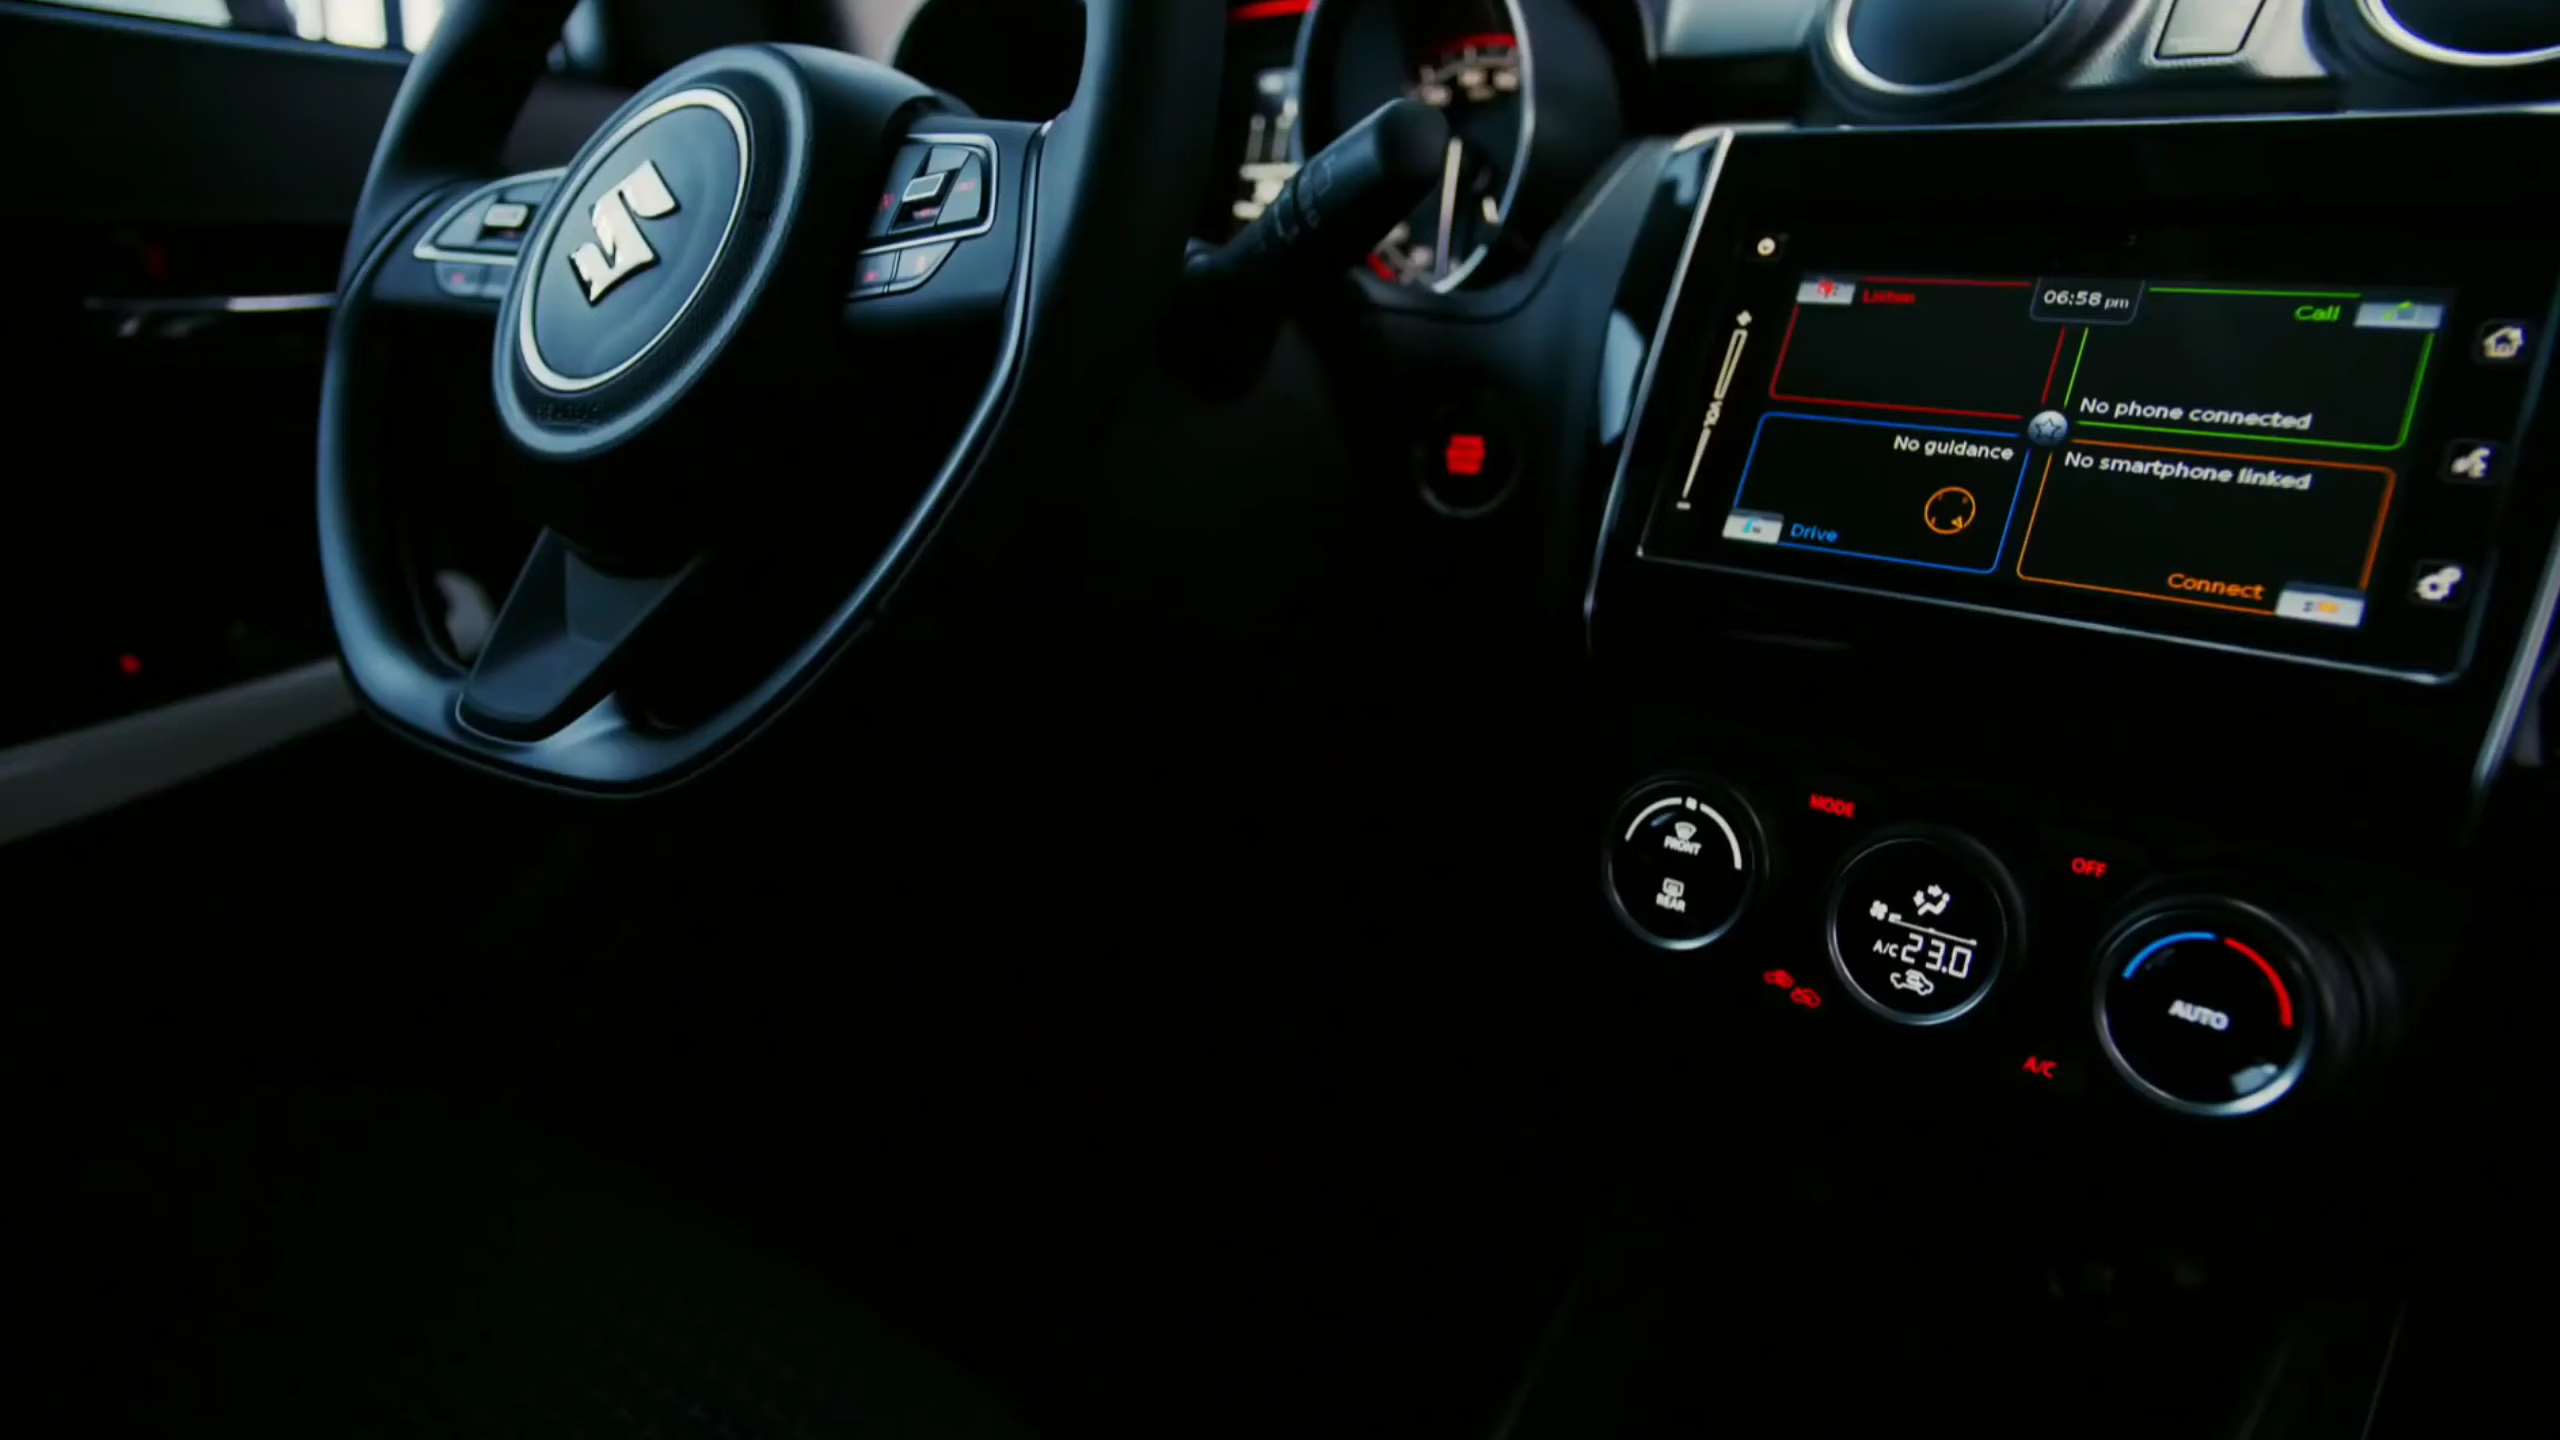 Listen
06:58 pm
Call
No phone connected
VOL
No guidance
No smartphone linked
Drive
Connect
MODE
FRONT
REAR
OFF
A/C 23.0
AUTO
A/C